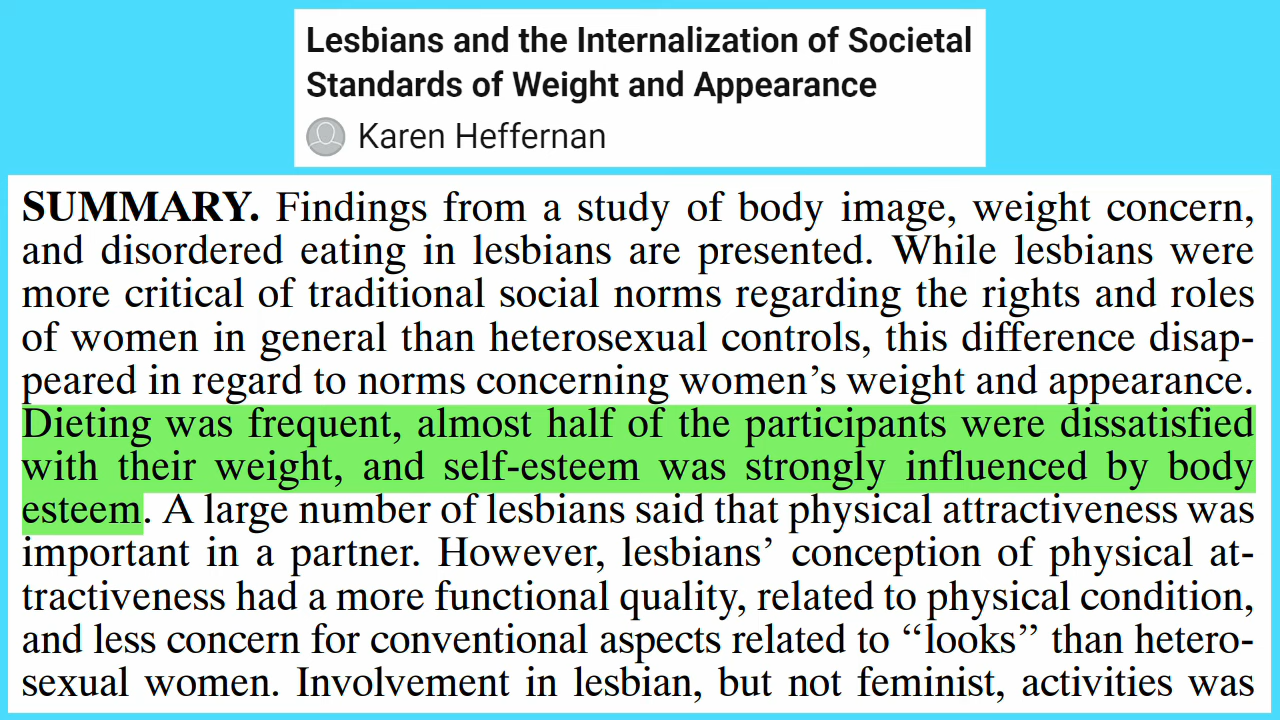 Lesbians and the Internalization of Societal
Standards of Weight and Appearance
Karen Heffernan
SUMMARY. Findings from a study of body image, weight concern,
and disordered eating in lesbians are presented. While lesbians were
more critical of traditional social norms regarding the rights and roles
of women in general than heterosexual controls, this difference disap-
peared in regard to norms concerning women’s weight and appearance.
Dieting was frequent, almost half of the participants were dissatisfied
with their weight, and self-esteem was strongly influenced by body
esteem. A large number of lesbians said that physical attractiveness was
important in a partner. However, lesbians’ conception of physical at-
tractiveness had a more functional quality, related to physical condition,
and less concern for conventional aspects related to ‘‘looks’’ than hetero-
sexual women. Involvement in lesbian, but not feminist, activities was